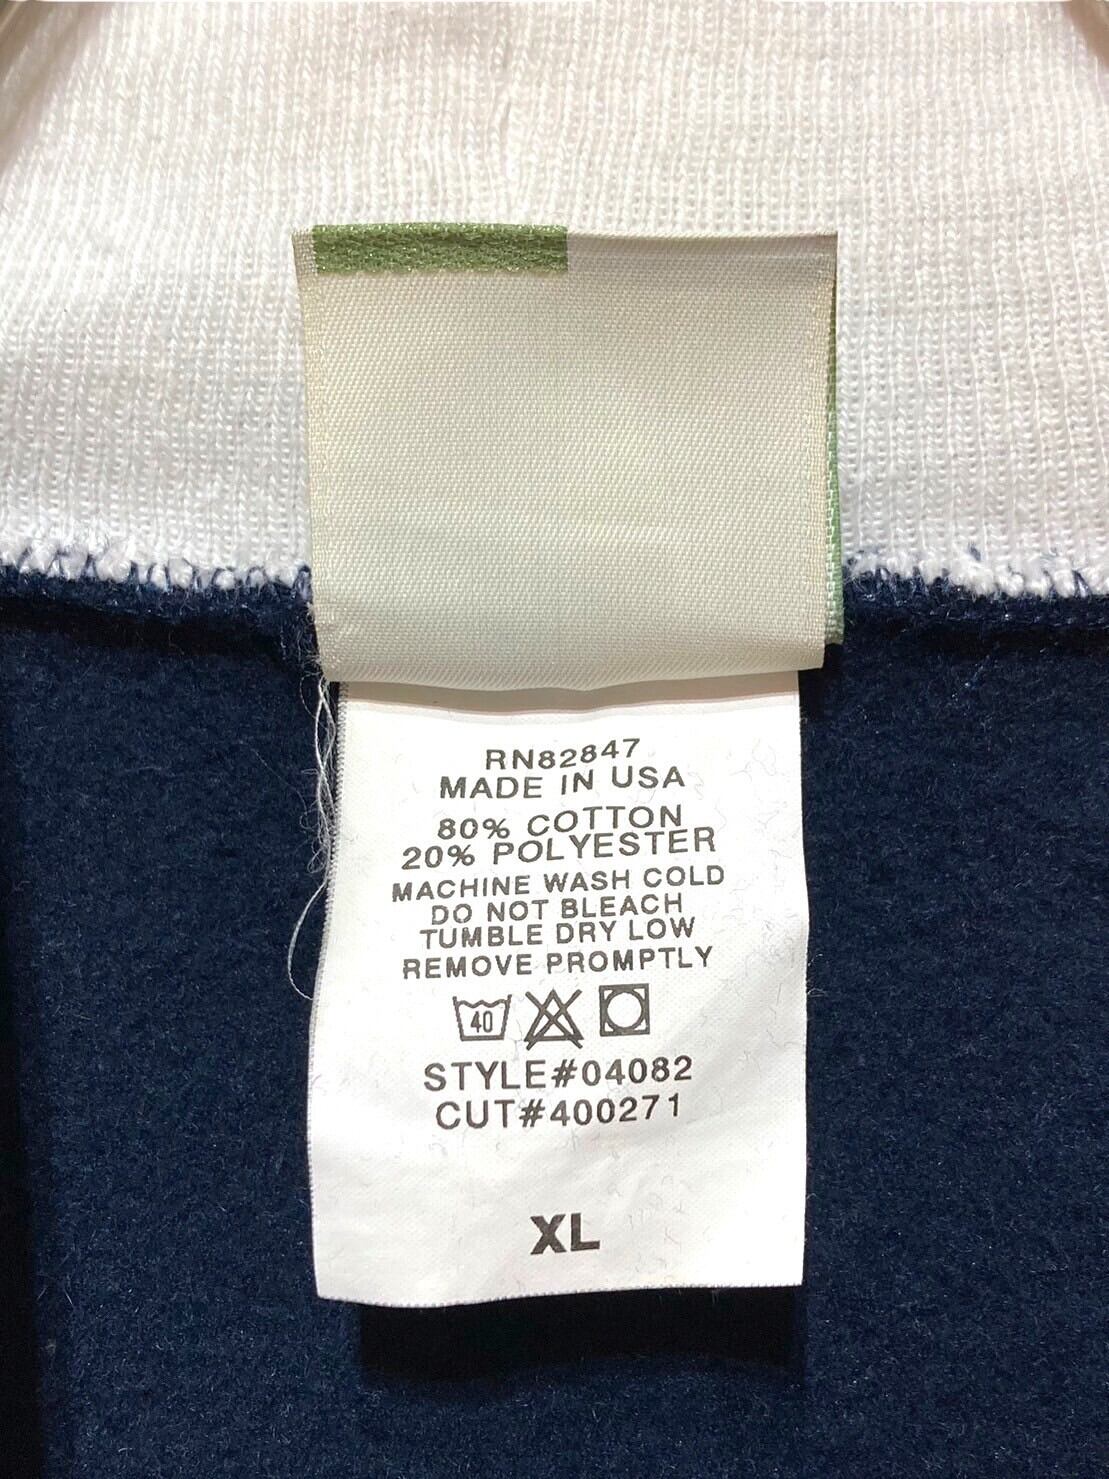 RN82847
MADE IN USA
80% COTTON
20% POLYESTER
MACHINE WASH COLD
DO NOT BLEACH
TUMBLE DRY LOW
REMOVE PROMPTLY
40
STYLE#04082
CUT#400271
XL